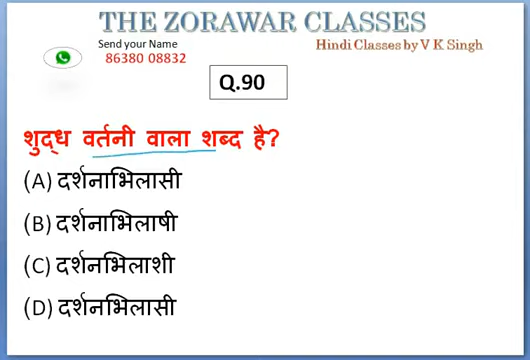 THE ZORAWAR CLASSES
Send your Name
86380 08832
Hindi Classes by V K Singh
Q.90
शुद्ध वर्तनी वाला शब्द है?
(A) दर्शनाभिलासी
(B) दर्शनाभिलाषी
(C) दर्शनभिलाशी
(D) दर्शनभिलासी